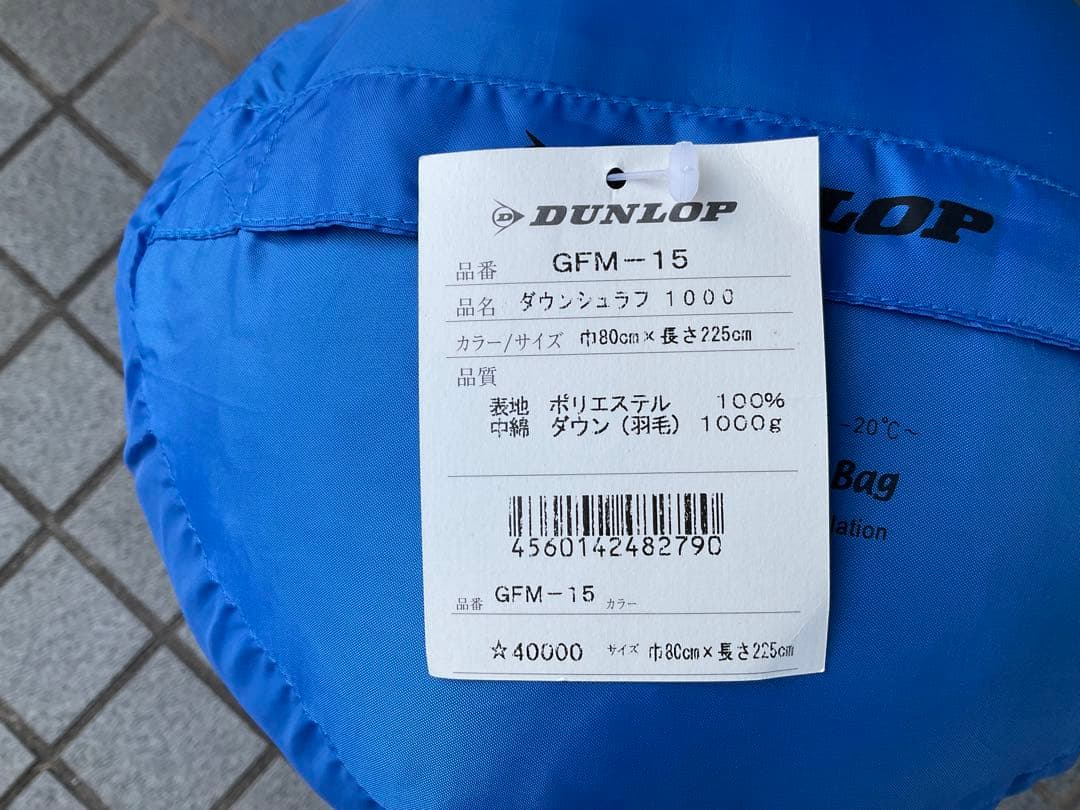 DUNLOP
LOP
品番 GFM-15
品名 ダウンシュラフ 1000
カラー/サイズ 巾80cm×長さ225cm
品質
表地 ポリエステル 100%
中綿 ダウン(羽毛) 1000g
-20℃~
Bag
lation
4560142482790
品番 GFM-15 カラー
☆40000 サイズ 巾80cm×長さ225cm